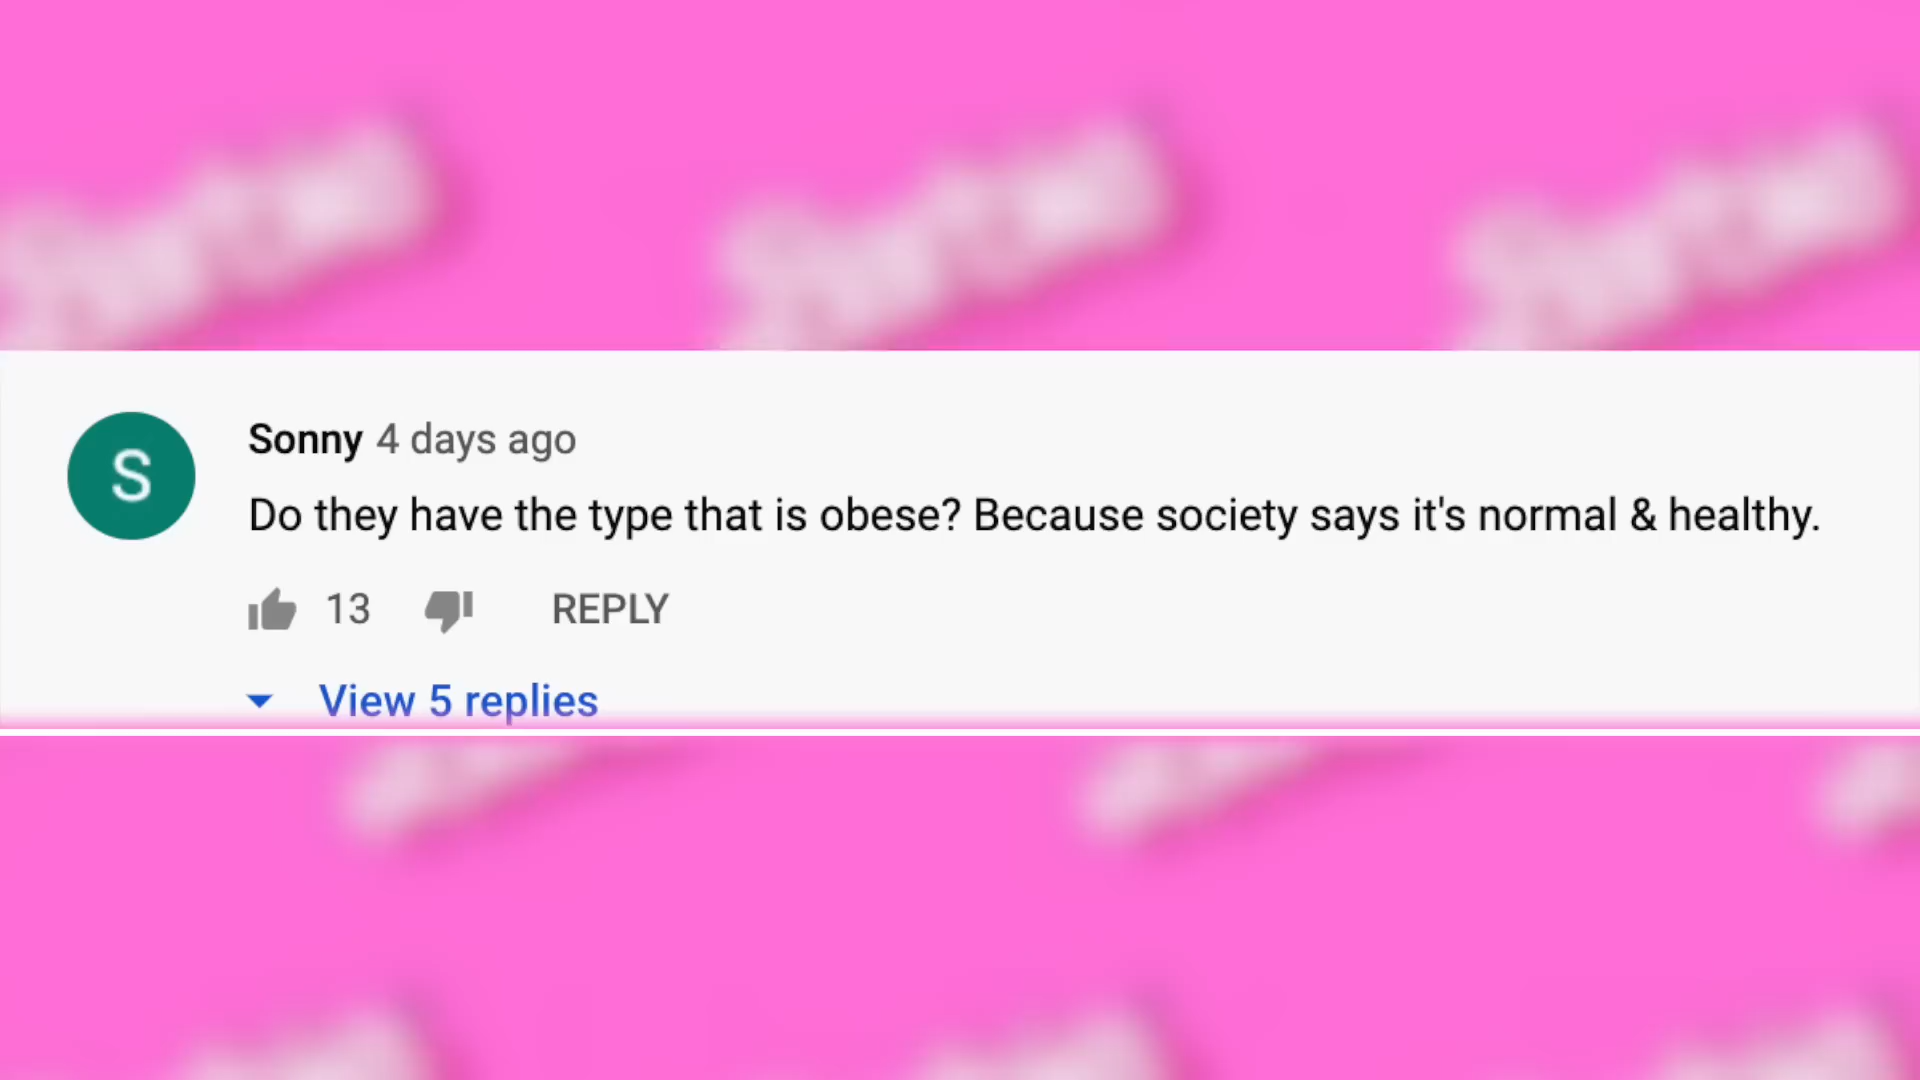 S
Sonny 4 days ago
Do they have the type that is obese? Because society says it's normal & healthy.
13 REPLY
View 5 replies